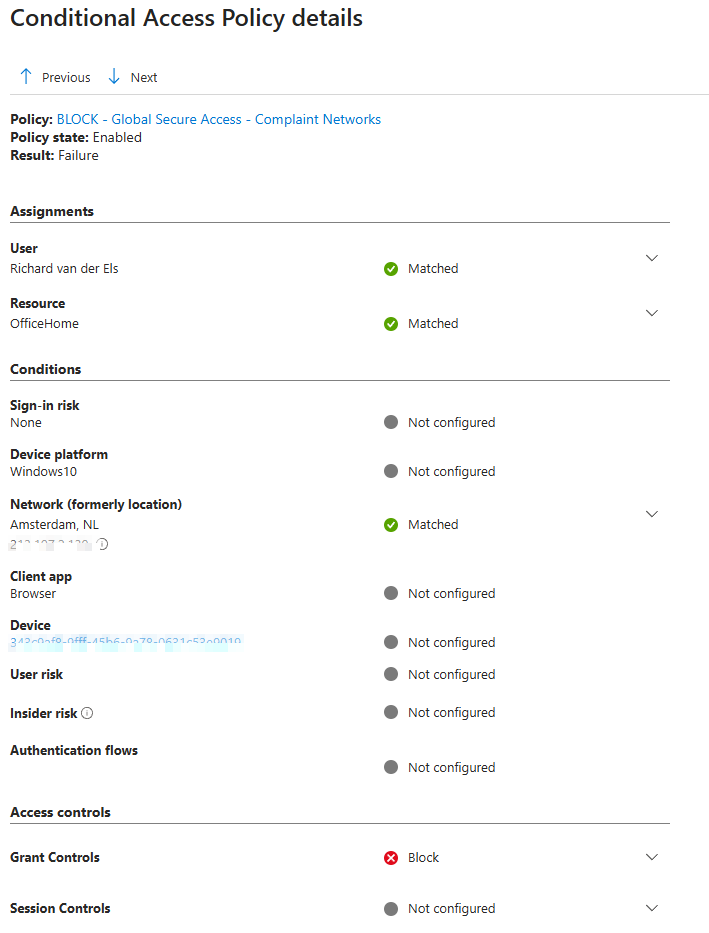 Conditional Access Policy details
Previous Next
Policy: BLOCK - Global Secure Access - Complaint Networks
Policy state: Enabled
Result: Failure
Assignments
User
Richard van der Els Matched
Resource
OfficeHome Matched
Conditions
Sign-in risk
None Not configured
Device platform
Windows10 Not configured
Network (formerly location)
Amsterdam, NL Matched
Client app
Browser Not configured
Device
Not configured
User risk Not configured
Insider risk Not configured
Authentication flows
Not configured
Access controls
Grant Controls Block
Session Controls Not configured